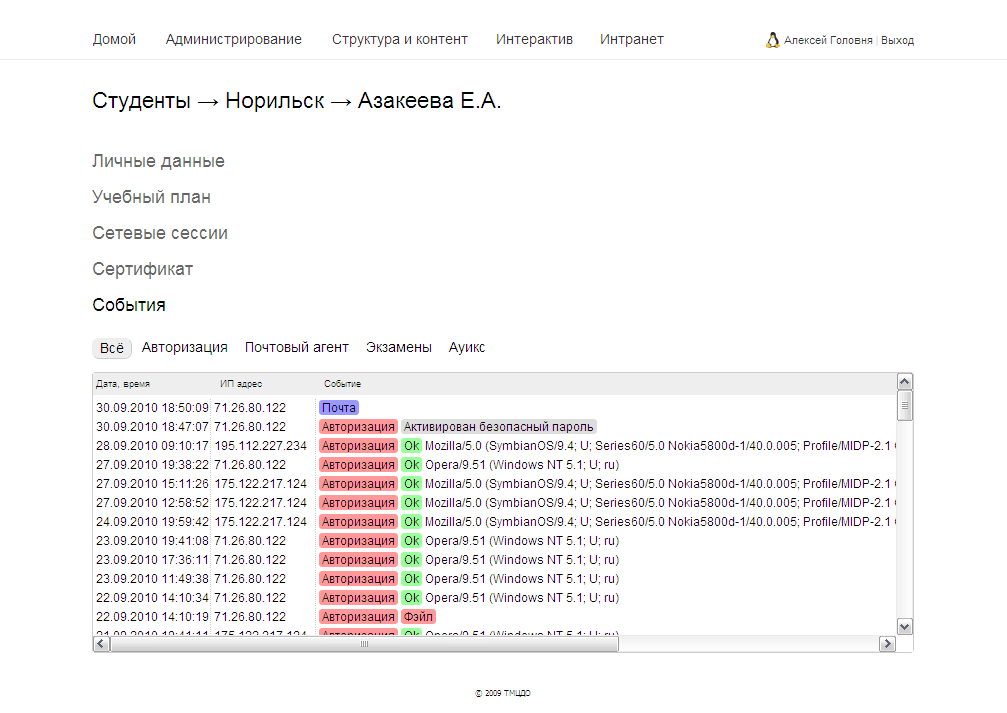 Домой Администрирование Структура и контент Интерактив Интранет Алексей Головня | Выход
Студенты → Норильск → Азакеева Е.А.
Личные данные
Учебный план
Сетевые сессии
Сертификат
События
Всё Авторизация Почтовый агент Экзамены Ауикс
Дата, время ИП адрес Событие
30.09.2010 18:50:09 71.26.80.122 Почта
30.09.2010 18:47:07 71.26.80.122 Авторизация Активирован безопасный пароль
28.09.2010 09:10:17 195.112.227.234 Авторизация Ok Mozilla/5.0 (SymbianOS/9.4; U; Series60/5.0 Nokia5800d-1/40.0.005; Profile/MIDP-2.1
27.09.2010 19:38:22 71.26.80.122 Авторизация Ok Opera/9.51 (Windows NT 5.1; U; ru)
27.09.2010 15:11:26 175.122.217.124 Авторизация Ok Mozilla/5.0 (SymbianOS/9.4; U; Series60/5.0 Nokia5800d-1/40.0.005; Profile/MIDP-2.1
27.09.2010 12:58:52 175.122.217.124 Авторизация Ok Mozilla/5.0 (SymbianOS/9.4; U; Series60/5.0 Nokia5800d-1/40.0.005; Profile/MIDP-2.1
24.09.2010 19:59:42 175.122.217.124 Авторизация Ok Mozilla/5.0 (SymbianOS/9.4; U; Series60/5.0 Nokia5800d-1/40.0.005; Profile/MIDP-2.1
23.09.2010 19:41:08 71.26.80.122 Авторизация Ok Opera/9.51 (Windows NT 5.1; U; ru)
23.09.2010 17:36:11 71.26.80.122 Авторизация Ok Opera/9.51 (Windows NT 5.1; U; ru)
23.09.2010 11:49:38 71.26.80.122 Авторизация Ok Opera/9.51 (Windows NT 5.1; U; ru)
22.09.2010 14:10:34 71.26.80.122 Авторизация Ok Opera/9.51 (Windows NT 5.1; U; ru)
22.09.2010 14:10:19 71.26.80.122 Авторизация Фэйл
175.122.217.124 Авторизация Ok Opera/9.51 (Windows NT 5.1; U; ru)
© 2009 ТМЦДО